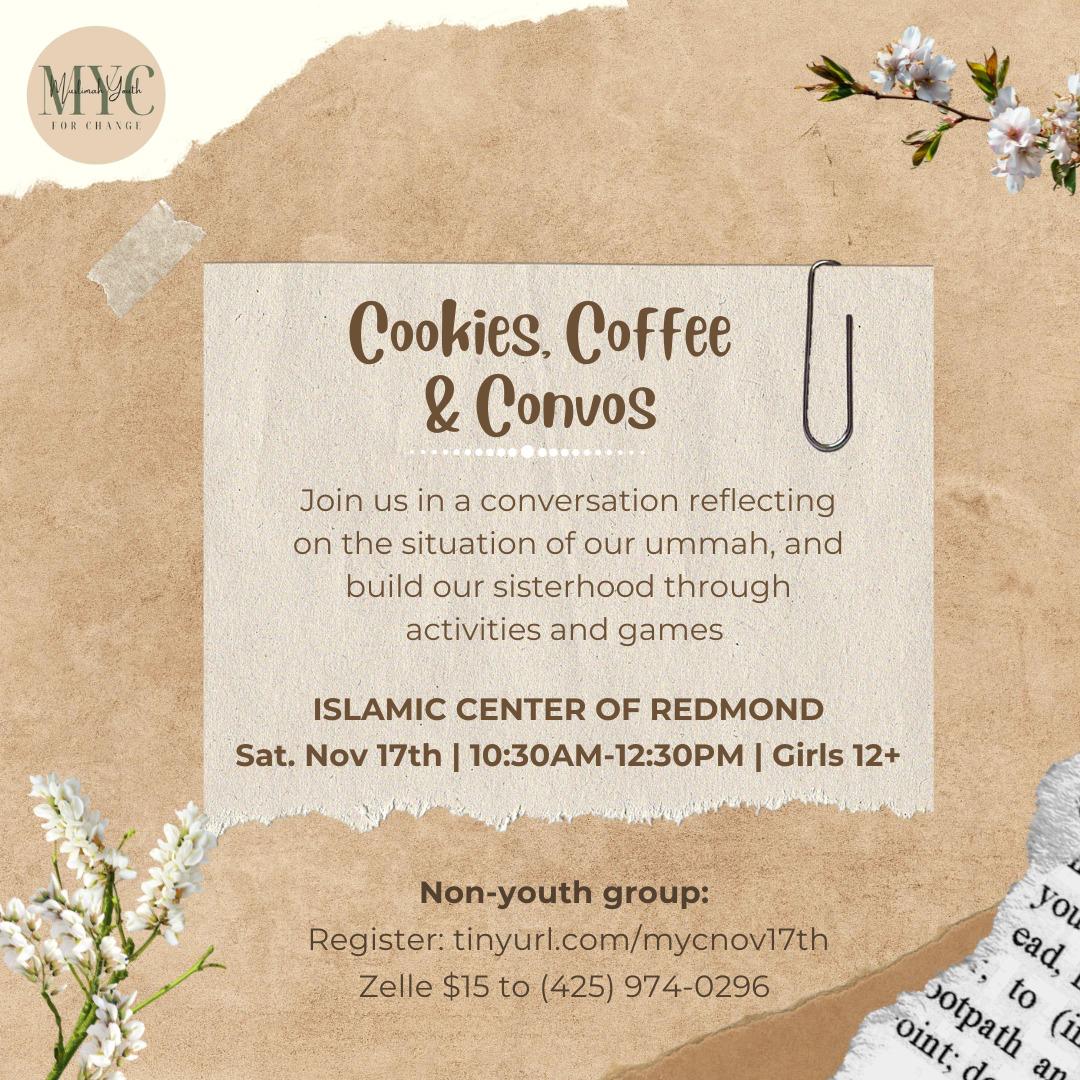 MYC
Muslimah Youth
FOR CHANGE
Cookies, Coffee
& Convos
Join us in a conversation reflecting
on the situation of our ummah, and
build our sisterhood through
activities and games
ISLAMIC CENTER OF REDMOND
Sat. Nov 17th | 10:30AM-12:30PM | Girls 12+
Non-youth group:
Register: tinyurl.com/mycnov17th
Zelle $15 to (425) 974-0296
you
ead,
to (i
ootpath an
oint; d